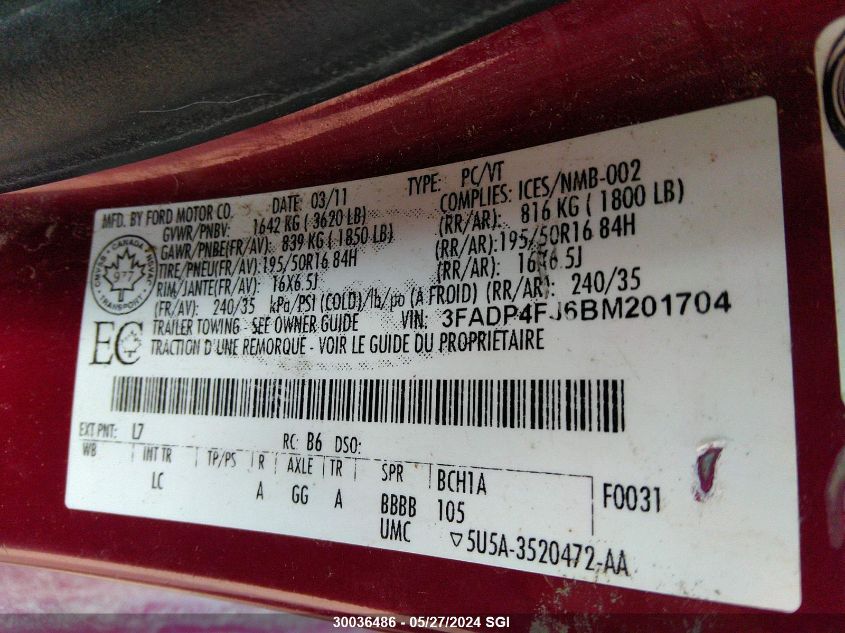 MFD. BY FORD MOTOR CO. DATE: 03/11 TYPE: PC/VT
GVWR/PNBV: 1642 KG ( 3620 LB) COMPLIES: ICES/NMB-002
GAWR/PNBE(FR/AV): 839 KG ( 1850 LB) (RR/AR): 816 KG ( 1800 LB)
TIRE/PNEU(FR/AV): 195/50R16 84H (RR/AR): 195/50R16 84H
RIM/JANTE(FR/AV): 16X6.5J (RR/AR): 16X6.5J
(FR/AV): 240/35 kPa/PSI (COLD)/lb/po (A FROID) (RR/AR): 240/35
TRAILER TOWING - SEE OWNER GUIDE VIN: 3FADP4FJ6BM201704
TRACTION D'UNE REMORQUE - VOIR LE GUIDE DU PROPRIÉTAIRE
CANADA
TRANSPORT
977
EC
EXT PNT: L7 RC: B6 DSO:
WB INT TR TP/PS R AXLE TR SPR BCH1A F0031
LC A GG A BBBB 105
UMC ▽5U5A-3520472-AA
30036486 - 05/27/2024 SGI